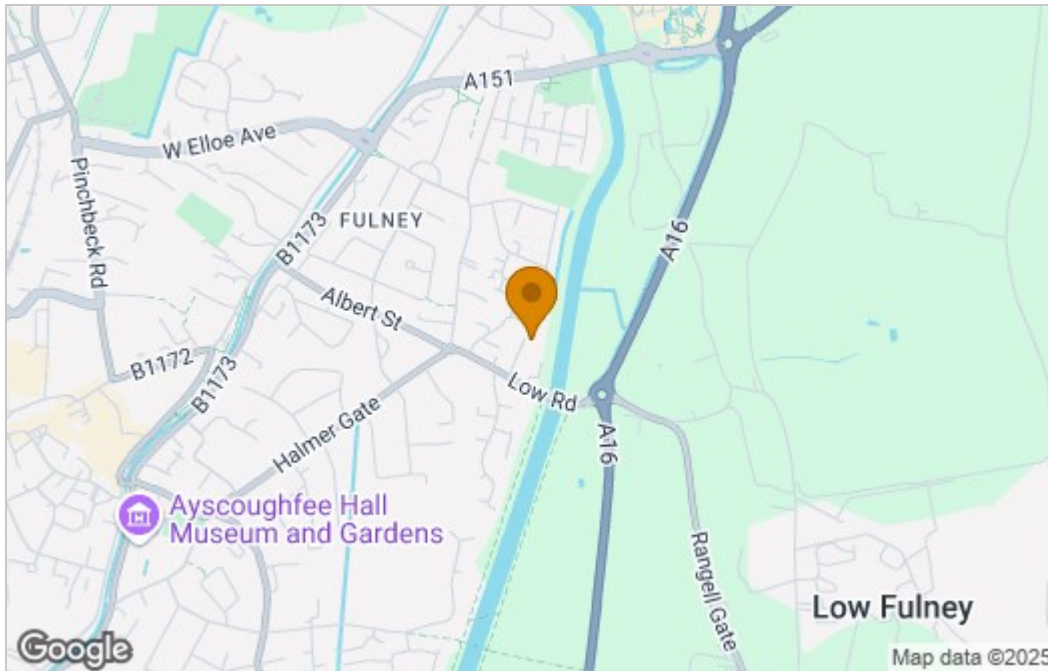 A151
W Elloe Ave
Pinchbeck Rd
FULNEY
B1173
A16
Albert St
B1172
B1173
Low Rd
Halmer Gate
A16
Ayscoughfee Hall
Museum and Gardens
Rangell Gate
Low Fulney
Google
Map data ©2025